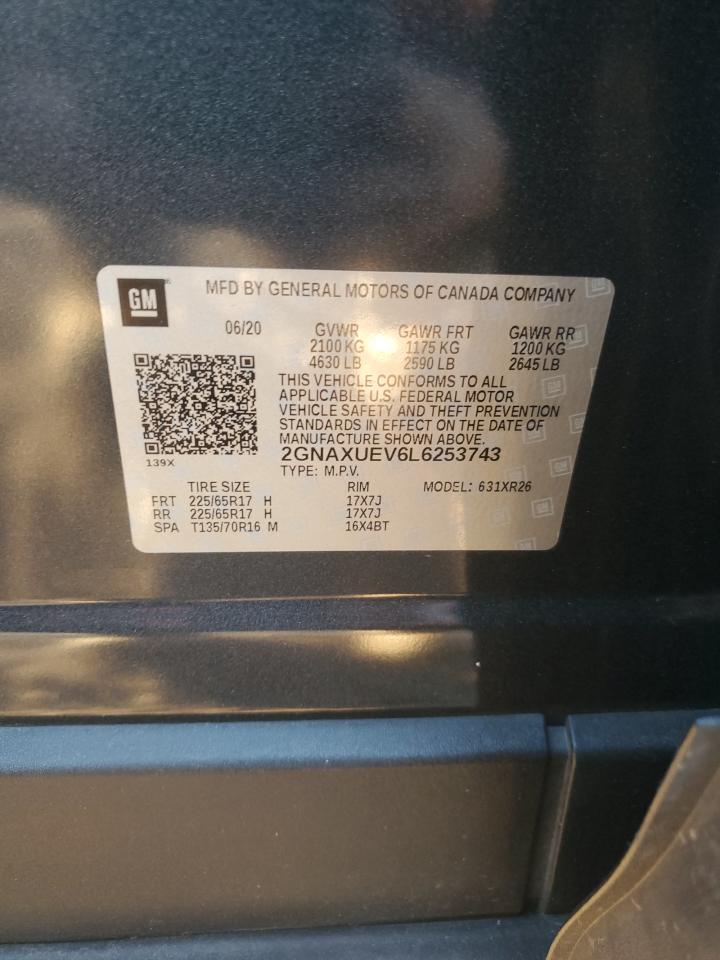 GM
MFD BY GENERAL MOTORS OF CANADA COMPANY
06/20 GVWR GAWR FRT GAWR RR
2100 KG 1175 KG 1200 KG
4630 LB 2590 LB 2645 LB
THIS VEHICLE CONFORMS TO ALL
APPLICABLE U.S. FEDERAL MOTOR
VEHICLE SAFETY AND THEFT PREVENTION
STANDARDS IN EFFECT ON THE DATE OF
MANUFACTURE SHOWN ABOVE.
139X
2GNAXUEV6L6253743
TYPE: M.P.V.
TIRE SIZE RIM MODEL: 631XR26
FRT 225/65R17 H 17X7J
RR 225/65R17 H 17X7J
SPA T135/70R16 M 16X4BT